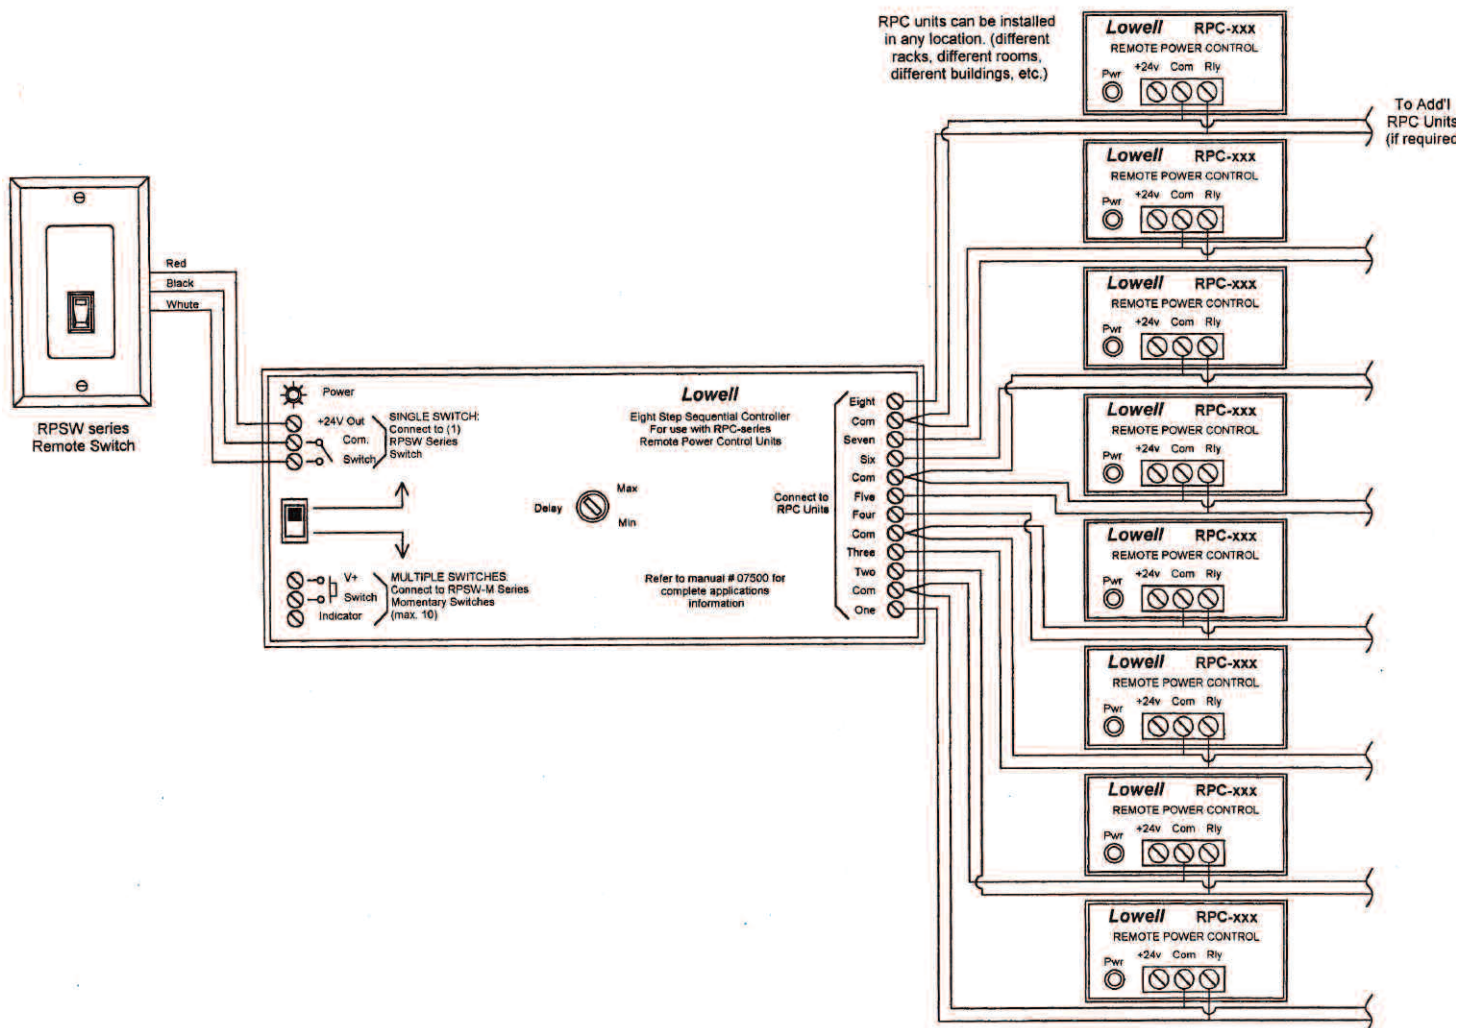 RPC units can be installed
in any location. (different
racks, different rooms,
different buildings, etc.)
To Add'l
RPC Units
(if required
Red
Black
Whute
RPSW series
Remote Switch
Power
+24V Out
Com.
Switch
SINGLE SWITCH:
Connect to (1)
RPSW Series
Switch
V+
Switch
Indicator
MULTIPLE SWITCHES:
Connect to RPSW-M Series
Momentary Switches
(max. 10)
Delay
Max
Min
Lowell
Eight Step Sequential Controller
For use with RPC-series
Remote Power Control Units
Refer to manual # 07500 for
complete applications
information
Connect to
RPC Units
Eight
Com
Seven
Six
Com
Five
Four
Com
Three
Two
Com
One
Lowell RPC-xxx
REMOTE POWER CONTROL
Pwr +24v Com Rly
Lowell RPC-xxx
REMOTE POWER CONTROL
Pwr +24v Com Rly
Lowell RPC-xxx
REMOTE POWER CONTROL
Pwr +24v Com Rly
Lowell RPC-xxx
REMOTE POWER CONTROL
Pwr +24v Com Rly
Lowell RPC-xxx
REMOTE POWER CONTROL
Pwr +24v Com Rly
Lowell RPC-xxx
REMOTE POWER CONTROL
Pwr +24v Com Rly
Lowell RPC-xxx
REMOTE POWER CONTROL
Pwr +24v Com Rly
Lowell RPC-xxx
REMOTE POWER CONTROL
Pwr +24v Com Rly